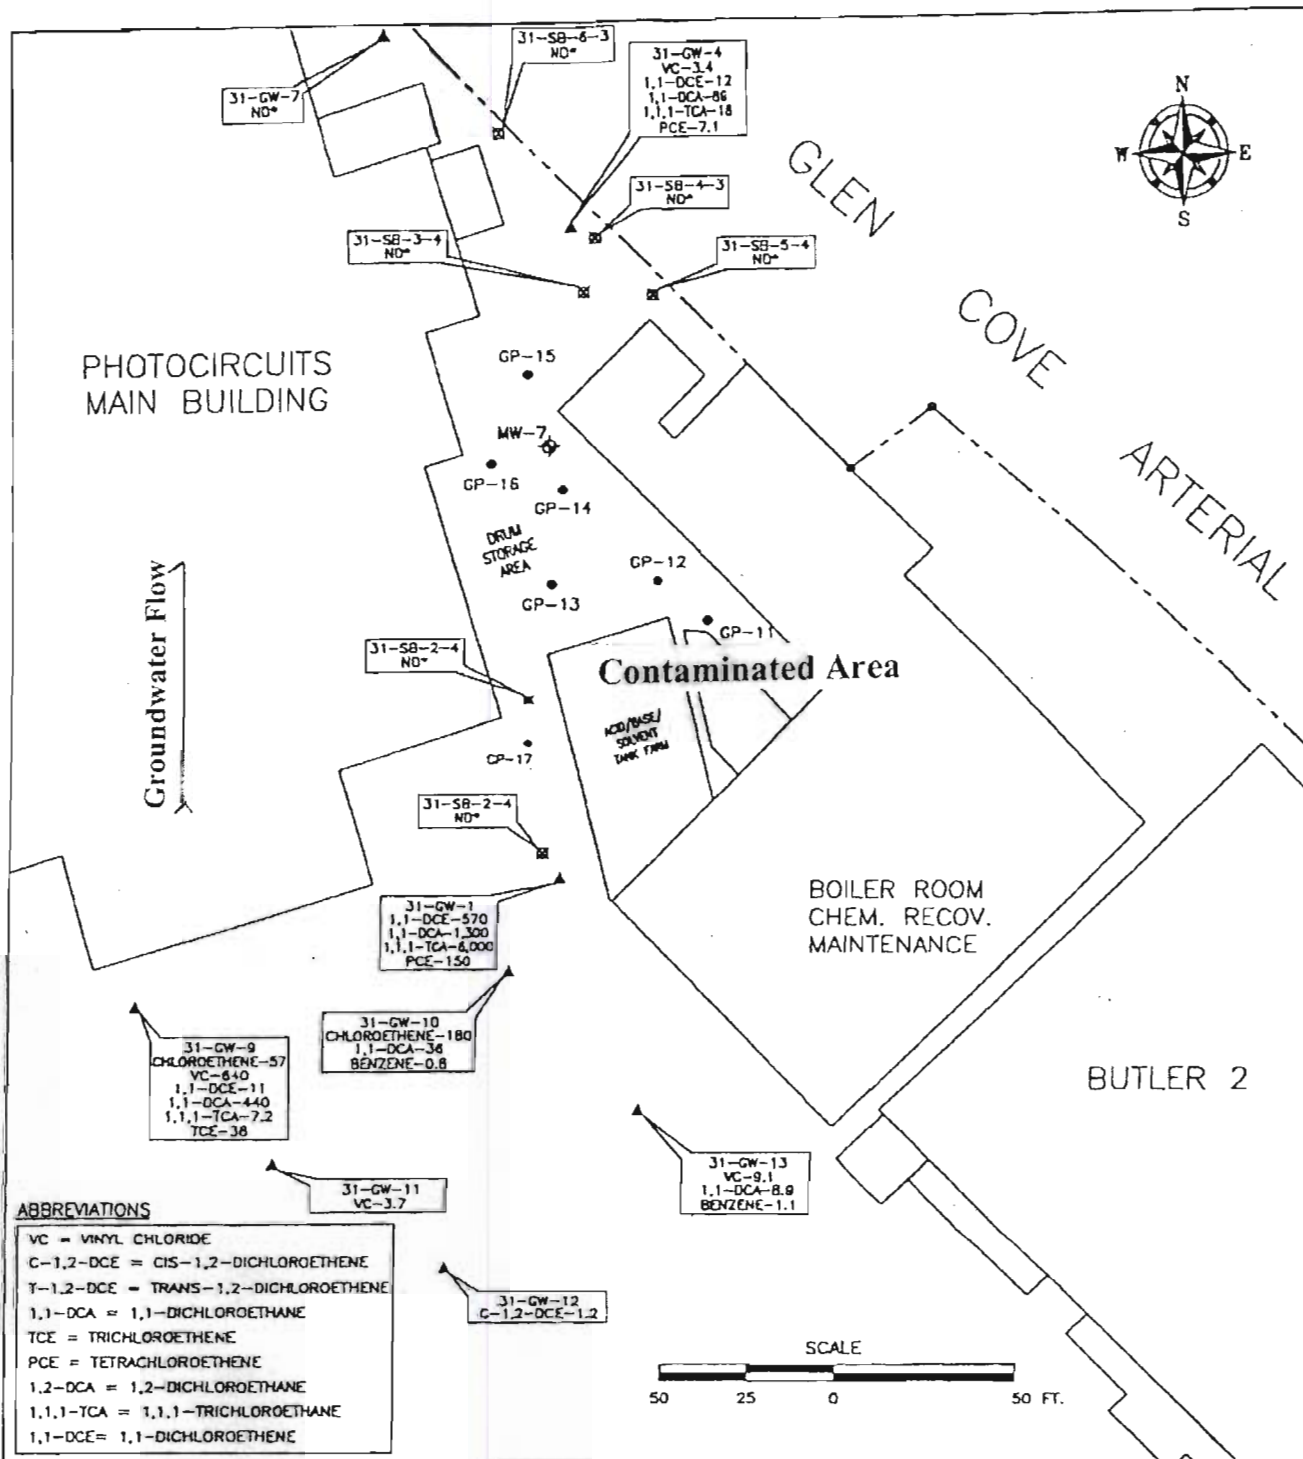 31-SB-6-3
ND*
31-GW-4
VC-3.4
1,1-DCE-12
1,1-DCA-86
1,1,1-TCA-18
PCE-7.1
31-GW-7
ND*
N
W
E
S
GLEN
COVE
ARTERIAL
31-SB-4-3
ND*
31-SB-3-4
ND*
31-SB-5-4
ND*
PHOTOCIRCUITS
MAIN BUILDING
GP-15
MW-7
GP-16
GP-14
DRUM
STORAGE
AREA
GP-12
GP-13
GP-11
Groundwater Flow
31-SB-2-4
ND*
Contaminated Area
ACID/BASE/
SOLVENT
TANK FARM
GP-17
31-SB-2-4
ND*
31-GW-1
1,1-DCE-570
1,1-DCA-1,300
1,1,1-TCA-6,000
PCE-150
BOILER ROOM
CHEM. RECOV.
MAINTENANCE
31-GW-10
CHLOROETHENE-180
1,1-DCA-36
BENZENE-0.8
31-GW-9
CHLOROETHENE-57
VC-640
1,1-DCE-11
1,1-DCA-440
1,1,1-TCA-7.2
TCE-38
BUTLER 2
31-GW-13
VC-9.1
1,1-DCA-8.9
BENZENE-1.1
31-GW-11
VC-3.7
31-GW-12
C-1,2-DCE-1.2
ABBREVIATIONS
VC = VINYL CHLORIDE
C-1,2-DCE = CIS-1,2-DICHLOROETHENE
T-1,2-DCE = TRANS-1,2-DICHLOROETHENE
1,1-DCA = 1,1-DICHLOROETHANE
TCE = TRICHLOROETHENE
PCE = TETRACHLOROETHENE
1,2-DCA = 1,2-DICHLOROETHANE
1,1,1-TCA = 1,1,1-TRICHLOROETHANE
1,1-DCE= 1,1-DICHLOROETHENE
SCALE
50 25 0 50 FT.